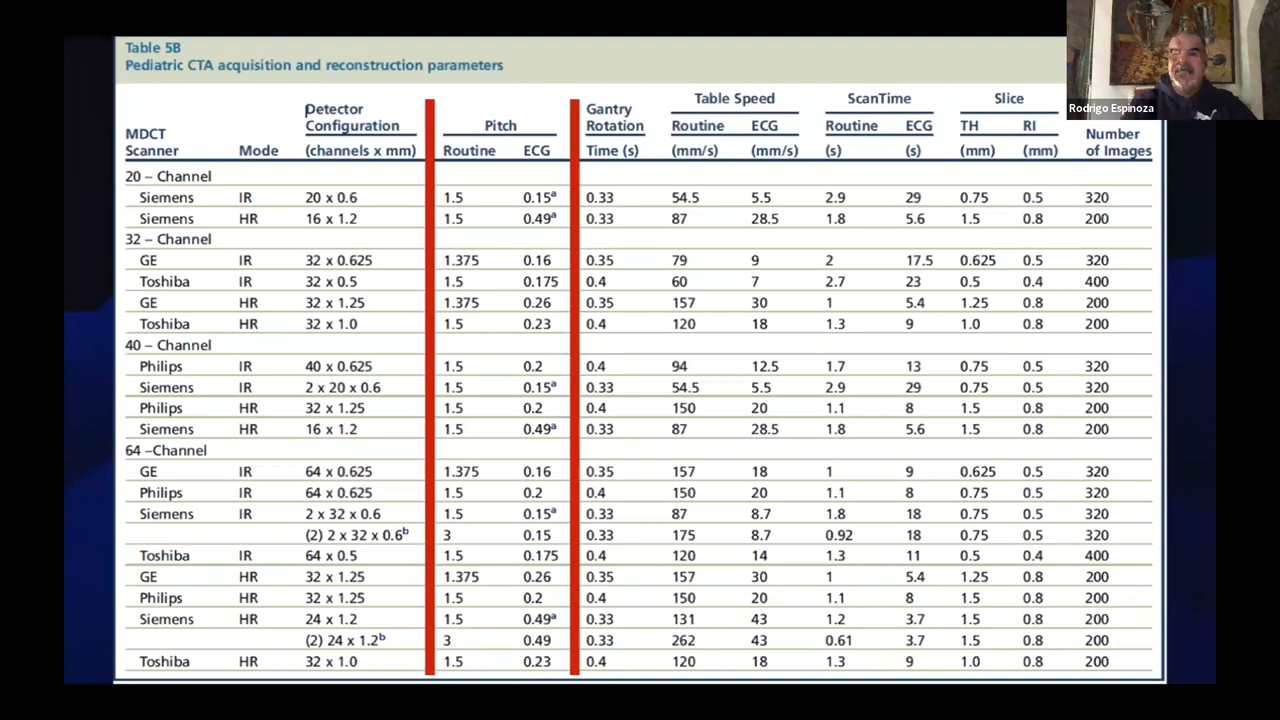 Table 5B
Pediatric CTA acquisition and reconstruction parameters
Rodrigo Espinoza
Detector Gantry Table Speed ScanTime Slice
MDCT Configuration Pitch Rotation Routine ECG Routine ECG TH RI Number
Scanner Mode (channels x mm) Routine ECG Time (s) (mm/s) (mm/s) (s) (s) (mm) (mm) of Images
20 – Channel
Siemens IR 20 x 0.6 1.5 0.15a 0.33 54.5 5.5 2.9 29 0.75 0.5 320
Siemens HR 16 x 1.2 1.5 0.49a 0.33 87 28.5 1.8 5.6 1.5 0.8 200
32 – Channel
GE IR 32 x 0.625 1.375 0.16 0.35 79 9 2 17.5 0.625 0.5 320
Toshiba IR 32 x 0.5 1.5 0.175 0.4 60 7 2.7 23 0.5 0.4 400
GE HR 32 x 1.25 1.375 0.26 0.35 157 30 1 5.4 1.25 0.8 200
Toshiba HR 32 x 1.0 1.5 0.23 0.4 120 18 1.3 9 1.0 0.8 200
40 – Channel
Philips IR 40 x 0.625 1.5 0.2 0.4 94 12.5 1.7 13 0.75 0.5 320
Siemens IR 2 x 20 x 0.6 1.5 0.15a 0.33 54.5 5.5 2.9 29 0.75 0.5 320
Philips HR 32 x 1.25 1.5 0.2 0.4 150 20 1.1 8 1.5 0.8 200
Siemens HR 16 x 1.2 1.5 0.49a 0.33 87 28.5 1.8 5.6 1.5 0.8 200
64 –Channel
GE IR 64 x 0.625 1.375 0.16 0.35 157 18 1 9 0.625 0.5 320
Philips IR 64 x 0.625 1.5 0.2 0.4 150 20 1.1 8 0.75 0.5 320
Siemens IR 2 x 32 x 0.6 1.5 0.15a 0.33 87 8.7 1.8 18 0.75 0.5 320
(2) 2 x 32 x 0.6b 3 0.15 0.33 175 8.7 0.92 18 0.75 0.5 320
Toshiba IR 64 x 0.5 1.5 0.175 0.4 120 14 1.3 11 0.5 0.4 400
GE HR 32 x 1.25 1.375 0.26 0.35 157 30 1 5.4 1.25 0.8 200
Philips HR 32 x 1.25 1.5 0.2 0.4 150 20 1.1 8 1.5 0.8 200
Siemens HR 24 x 1.2 1.5 0.49a 0.33 131 43 1.2 3.7 1.5 0.8 200
(2) 24 x 1.2b 3 0.49 0.33 262 43 0.61 3.7 1.5 0.8 200
Toshiba HR 32 x 1.0 1.5 0.23 0.4 120 18 1.3 9 1.0 0.8 200